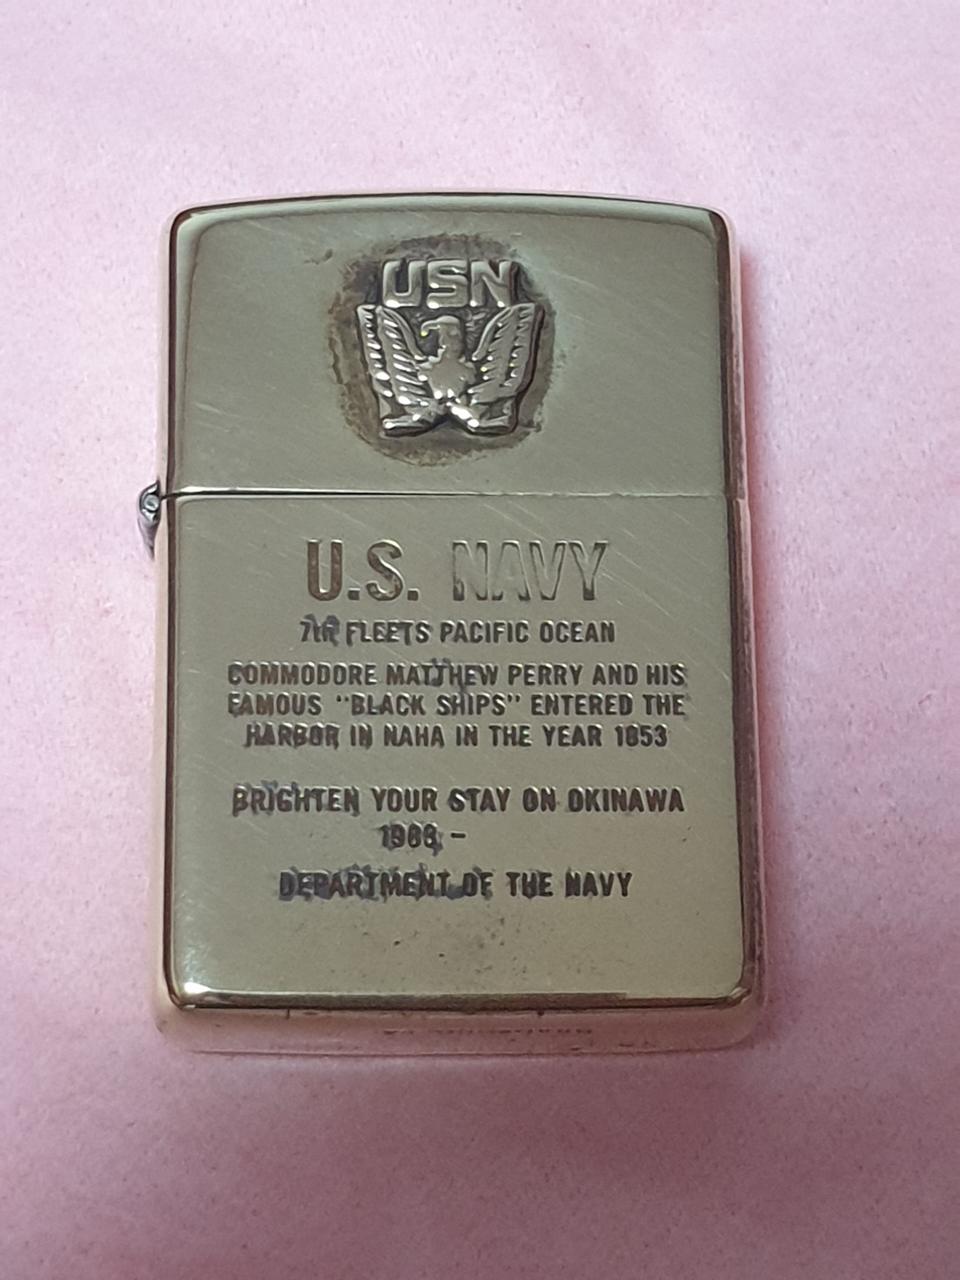 USN
U.S. NAVY
FLEETS PACIFIC OCEAN
COMMODORE MATTHEW PERRY AND HIS
FAMOUS "BLACK SHIPS" ENTERED THE
HARBOR IN NAHA IN THE YEAR 1853
BRIGHTEN YOUR STAY ON OKINAWA
-
DEPARTMENT OF THE NAVY